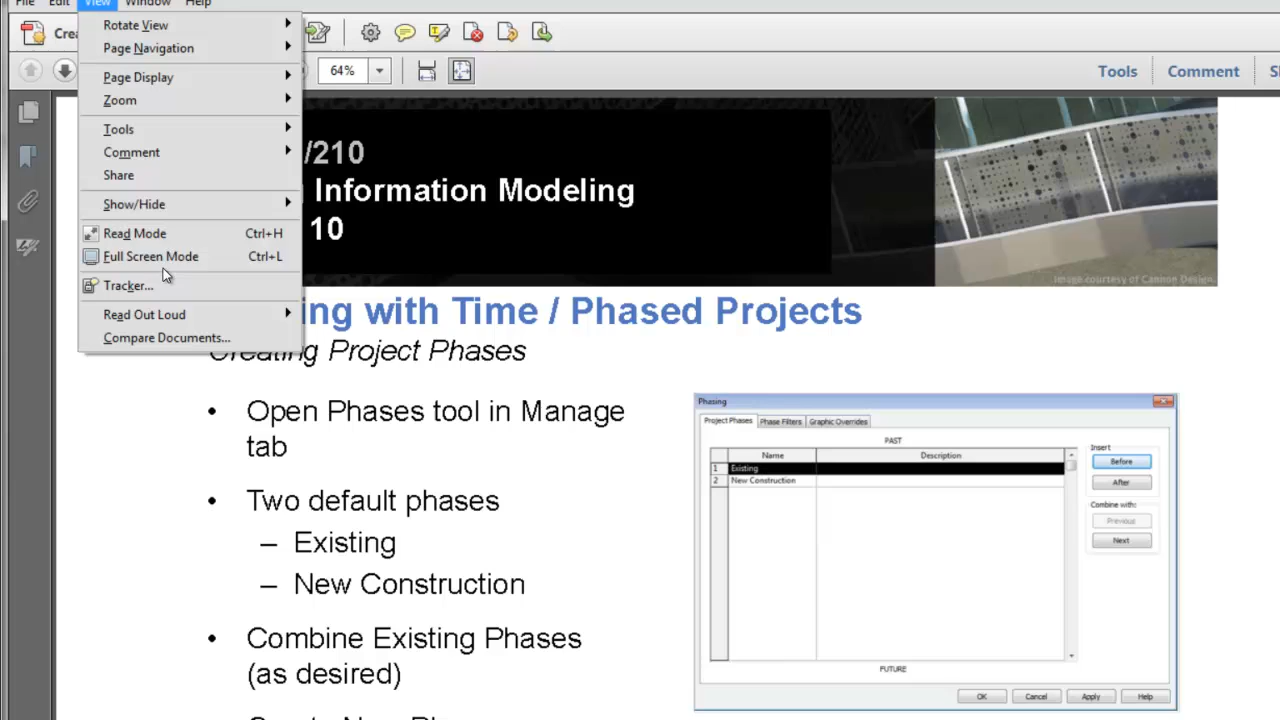 File Edit View Window Help
Rotate View
Page Navigation
Page Display
Zoom
Tools
Comment
Share
Show/Hide
Read Mode Ctrl+H
Full Screen Mode Ctrl+L
Tracker...
Read Out Loud
Compare Documents...
Crea
64%
Tools Comment
/210
Information Modeling
10
Image courtesy of Cannon Design
ing with Time / Phased Projects
Creating Project Phases
• Open Phases tool in Manage
tab
• Two default phases
– Existing
– New Construction
• Combine Existing Phases
(as desired)
Phasing
Project Phases Phase Filters Graphic Overrides
PAST
Name Description
1 Existing
2 New Construction
FUTURE
Insert
Before
After
Combine with:
Previous
Next
OK Cancel Apply Help